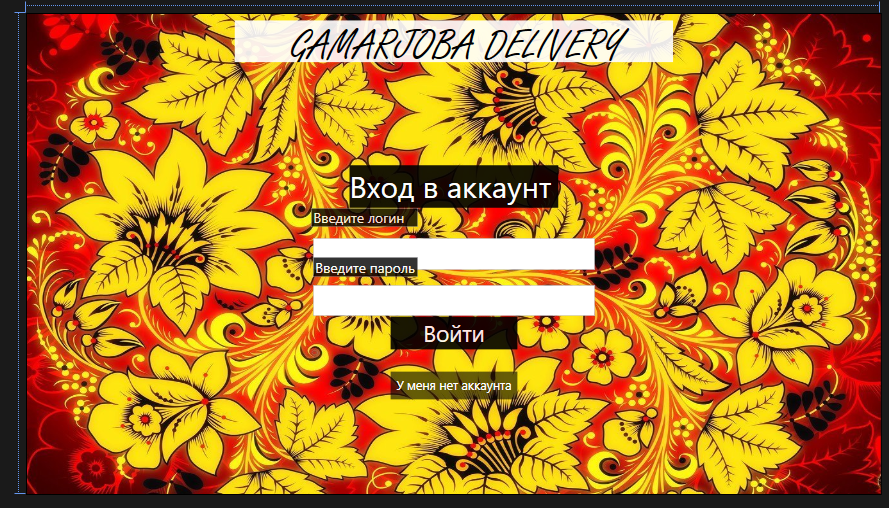 GAMARJOBA DELIVERY
Вход в аккаунт
Введите логин
Введите пароль
Войти
У меня нет аккаунта